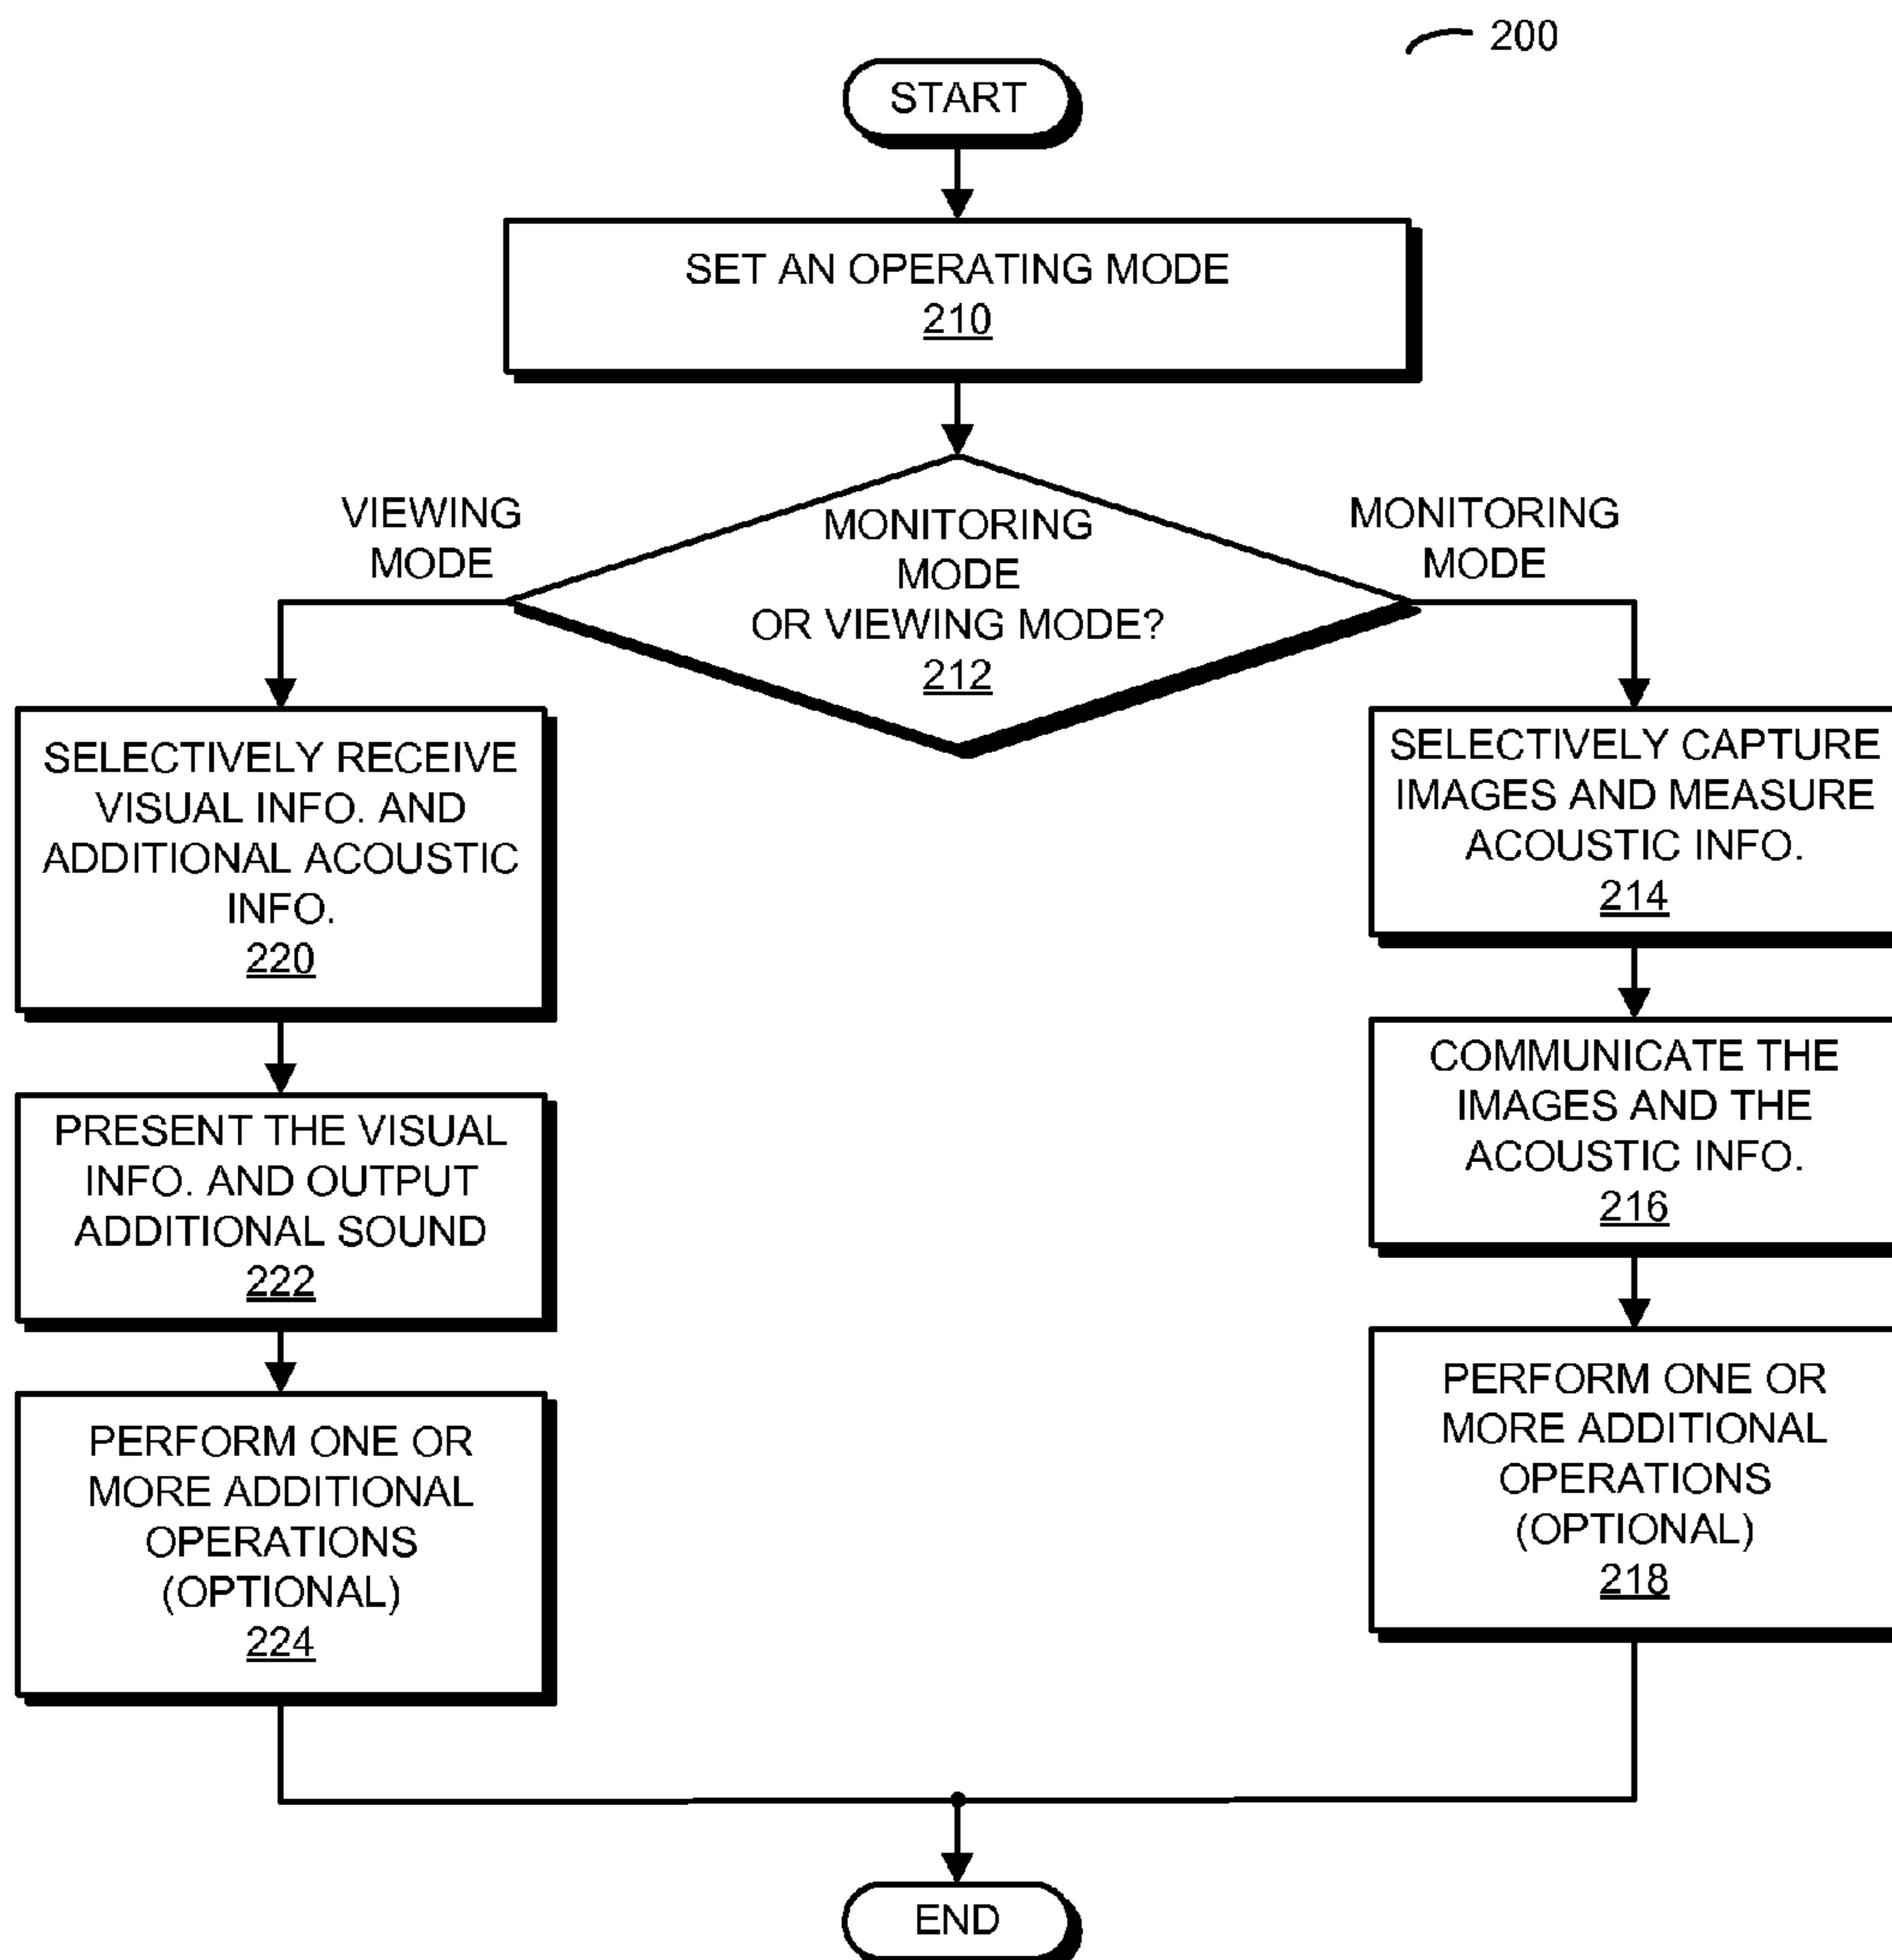 200
START
SET AN OPERATING MODE
210
VIEWING
MODE
MONITORING
MODE
OR VIEWING MODE?
212
MONITORING
MODE
SELECTIVELY RECEIVE
VISUAL INFO. AND
ADDITIONAL ACOUSTIC
INFO.
220
PRESENT THE VISUAL
INFO. AND OUTPUT
ADDITIONAL SOUND
222
PERFORM ONE OR
MORE ADDITIONAL
OPERATIONS
(OPTIONAL)
224
SELECTIVELY CAPTURE
IMAGES AND MEASURE
ACOUSTIC INFO.
214
COMMUNICATE THE
IMAGES AND THE
ACOUSTIC INFO.
216
PERFORM ONE OR
MORE ADDITIONAL
OPERATIONS
(OPTIONAL)
218
END